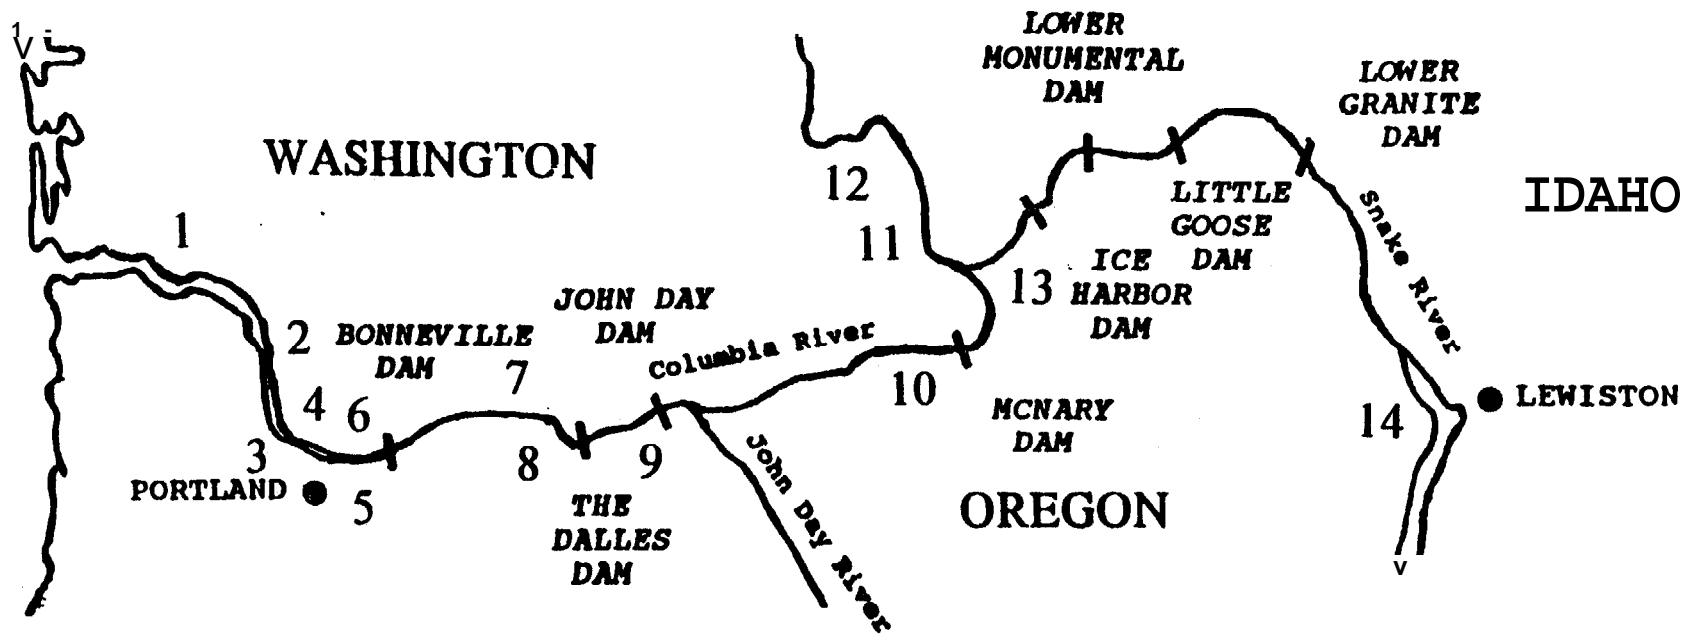 1
V
LOWER
MONUMENTAL
DAM
LOWER
GRANITE
DAM
WASHINGTON
12
LITTLE
GOOSE
DAM
IDAHO
Snake River
1
11
ICE
HARBOR
DAM
13
JOHN DAY
DAM
2
BONNEVILLE
DAM
Columbia River
7
10
4
6
MCNARY
DAM
14
LEWISTON
3
8
9
PORTLAND
5
THE
DALLES
DAM
John Day River
OREGON
v